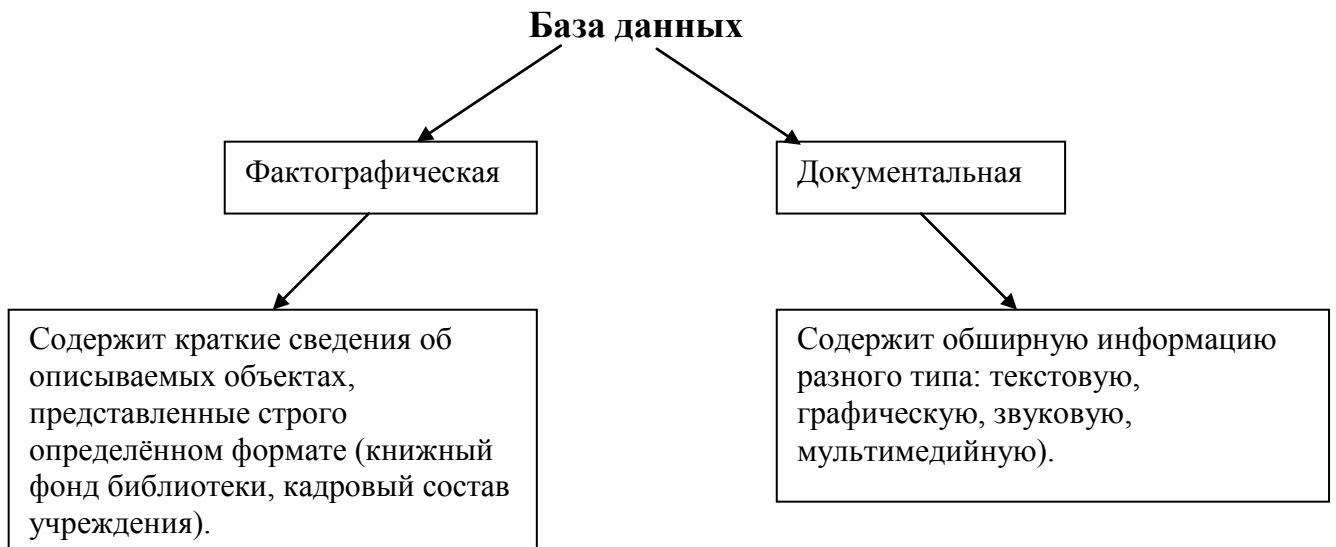 База данных
Фактографическая
Документальная
Содержит краткие сведения об
описываемых объектах,
представленные строго
определённом формате (книжный
фонд библиотеки, кадровый состав
учреждения).
Содержит обширную информацию
разного типа: текстовую,
графическую, звуковую,
мультимедийную).